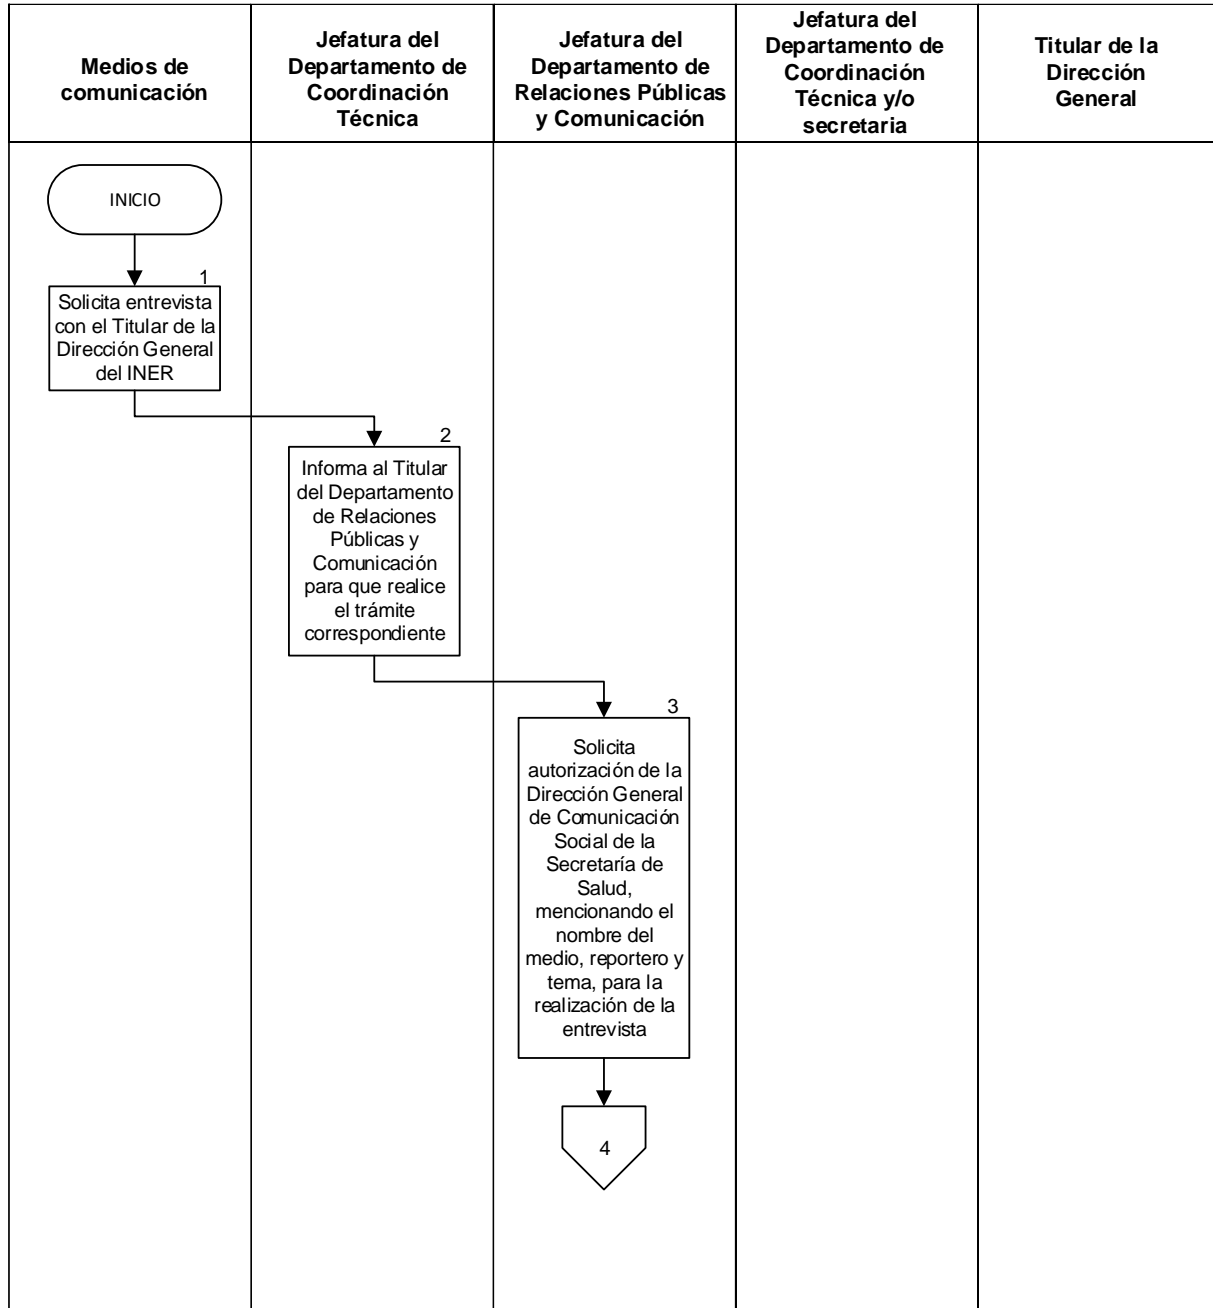 Medios de
comunicación
Jefatura del
Departamento de
Coordinación
Técnica
Jefatura del
Departamento de
Relaciones Públicas
y Comunicación
Jefatura del
Departamento de
Coordinación
Técnica y/o
secretaria
Titular de la
Dirección
General
INICIO
1
Solicita entrevista
con el Titular de la
Dirección General
del INER
2
Informa al Titular
del Departamento
de Relaciones
Públicas y
Comunicación
para que realice
el trámite
correspondiente
3
Solicita
autorización de la
Dirección General
de Comunicación
Social de la
Secretaría de
Salud,
mencionando el
nombre del
medio, reportero y
tema, para la
realización de la
entrevista
4